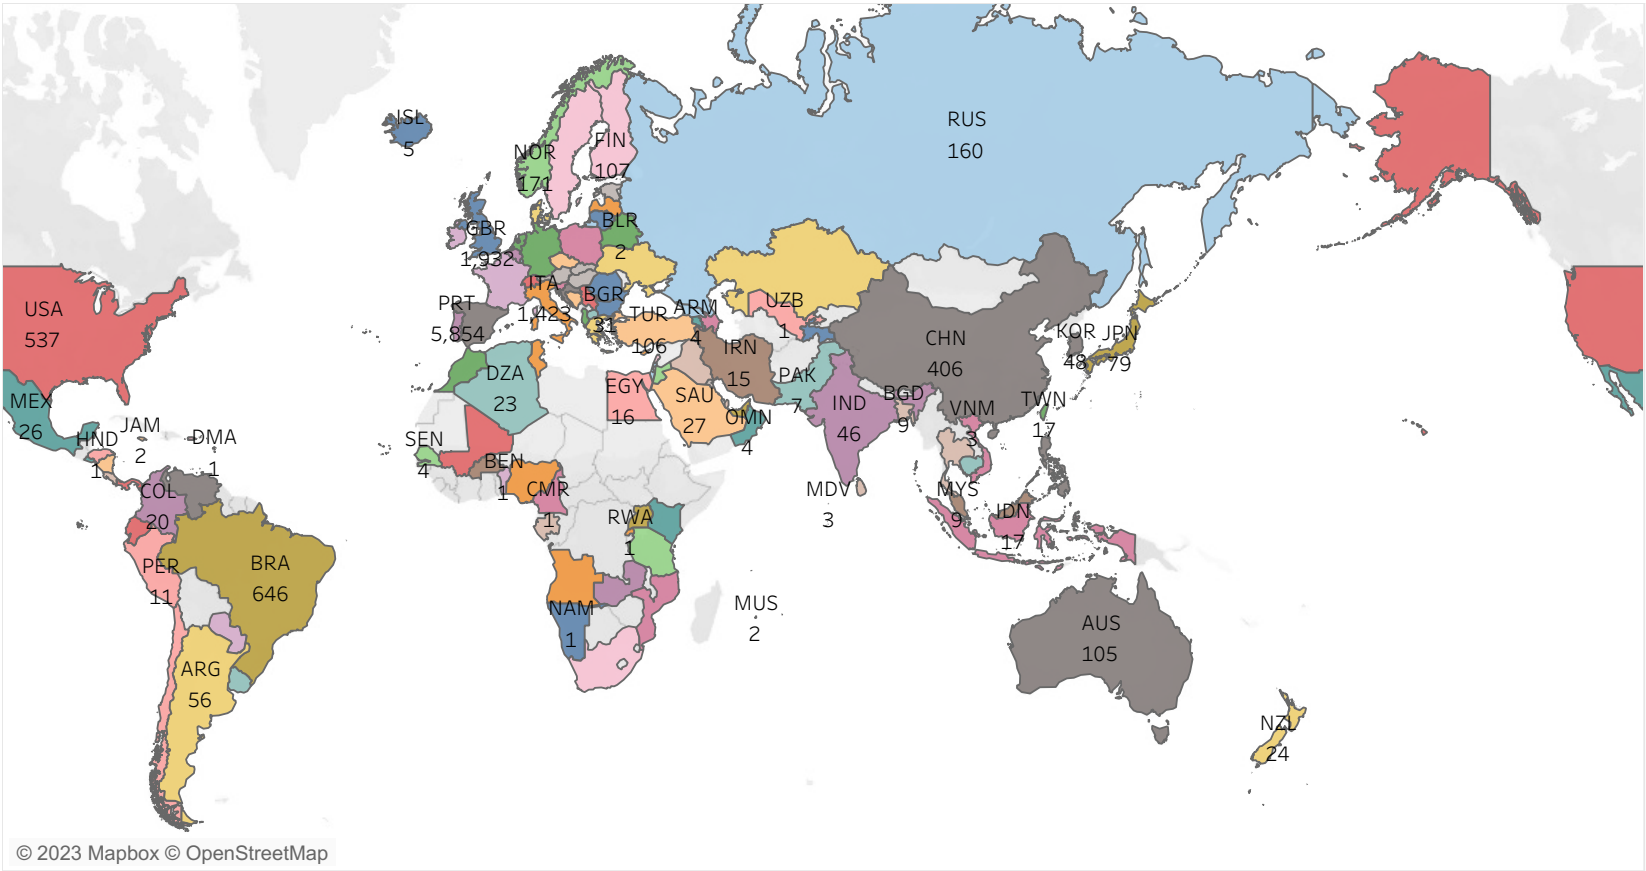 RUS
160
ISL
5
FIN
107
NOR
171
BLR
2
GBR
1,932
ITA
1,423
BGR
31
PRT
5,854
TUR
106
ARM
4
UZB
1
USA
537
CHN
406
KOR
48
JPN
79
IRN
15
PAK
7
DZA
23
EGY
16
SAU
27
OMN
4
IND
46
BGD
9
VNM
3
TWN
17
MEX
26
HND
1
JAM
2
DMA
1
SEN
4
BEN
1
CMR
1
COL
20
MDV
3
MYS
9
IDN
17
RWA
1
PER
11
BRA
646
NAM
1
MUS
2
AUS
105
ARG
56
NZL
24
© 2023 Mapbox © OpenStreetMap